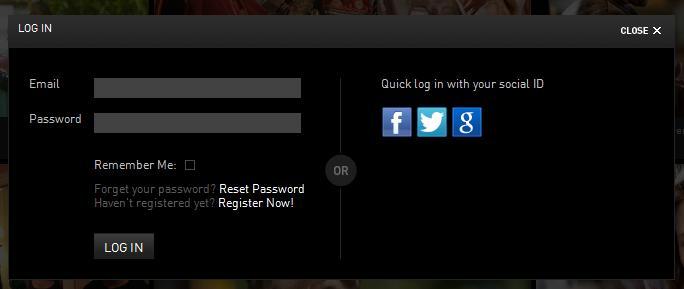 LOG IN
CLOSE X
Email
Password
Remember Me:
Forget your password? Reset Password
Haven't registered yet? Register Now!
LOG IN
OR
Quick log in with your social ID
f
g